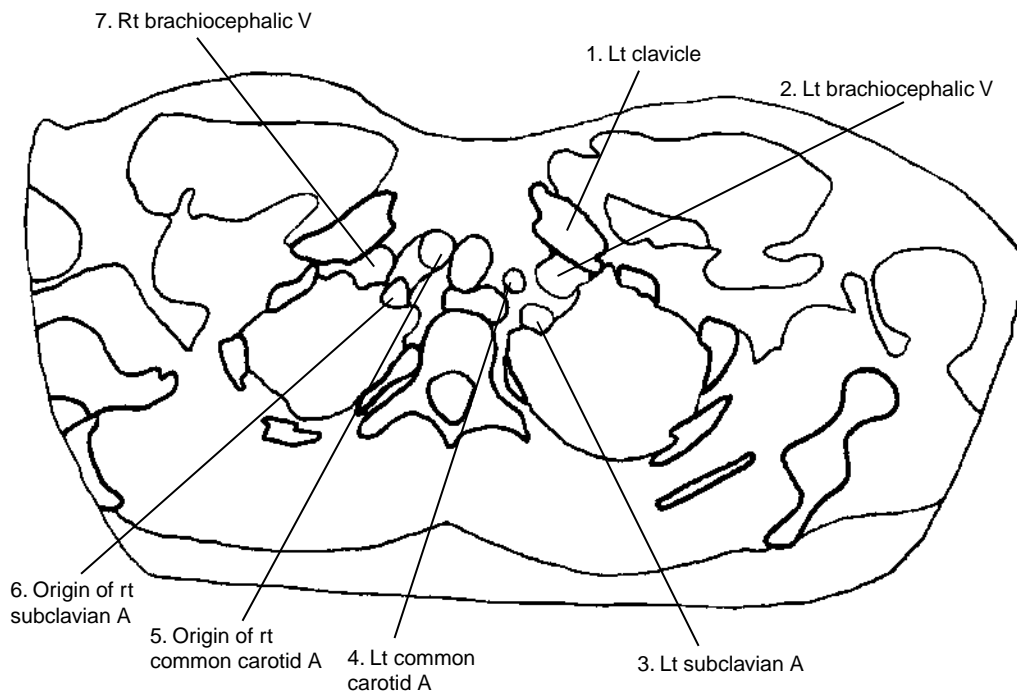 7. Rt brachiocephalic V
1. Lt clavicle
2. Lt brachiocephalic V
6. Origin of rt
subclavian A
5. Origin of rt
common carotid A
4. Lt common
carotid A
3. Lt subclavian A